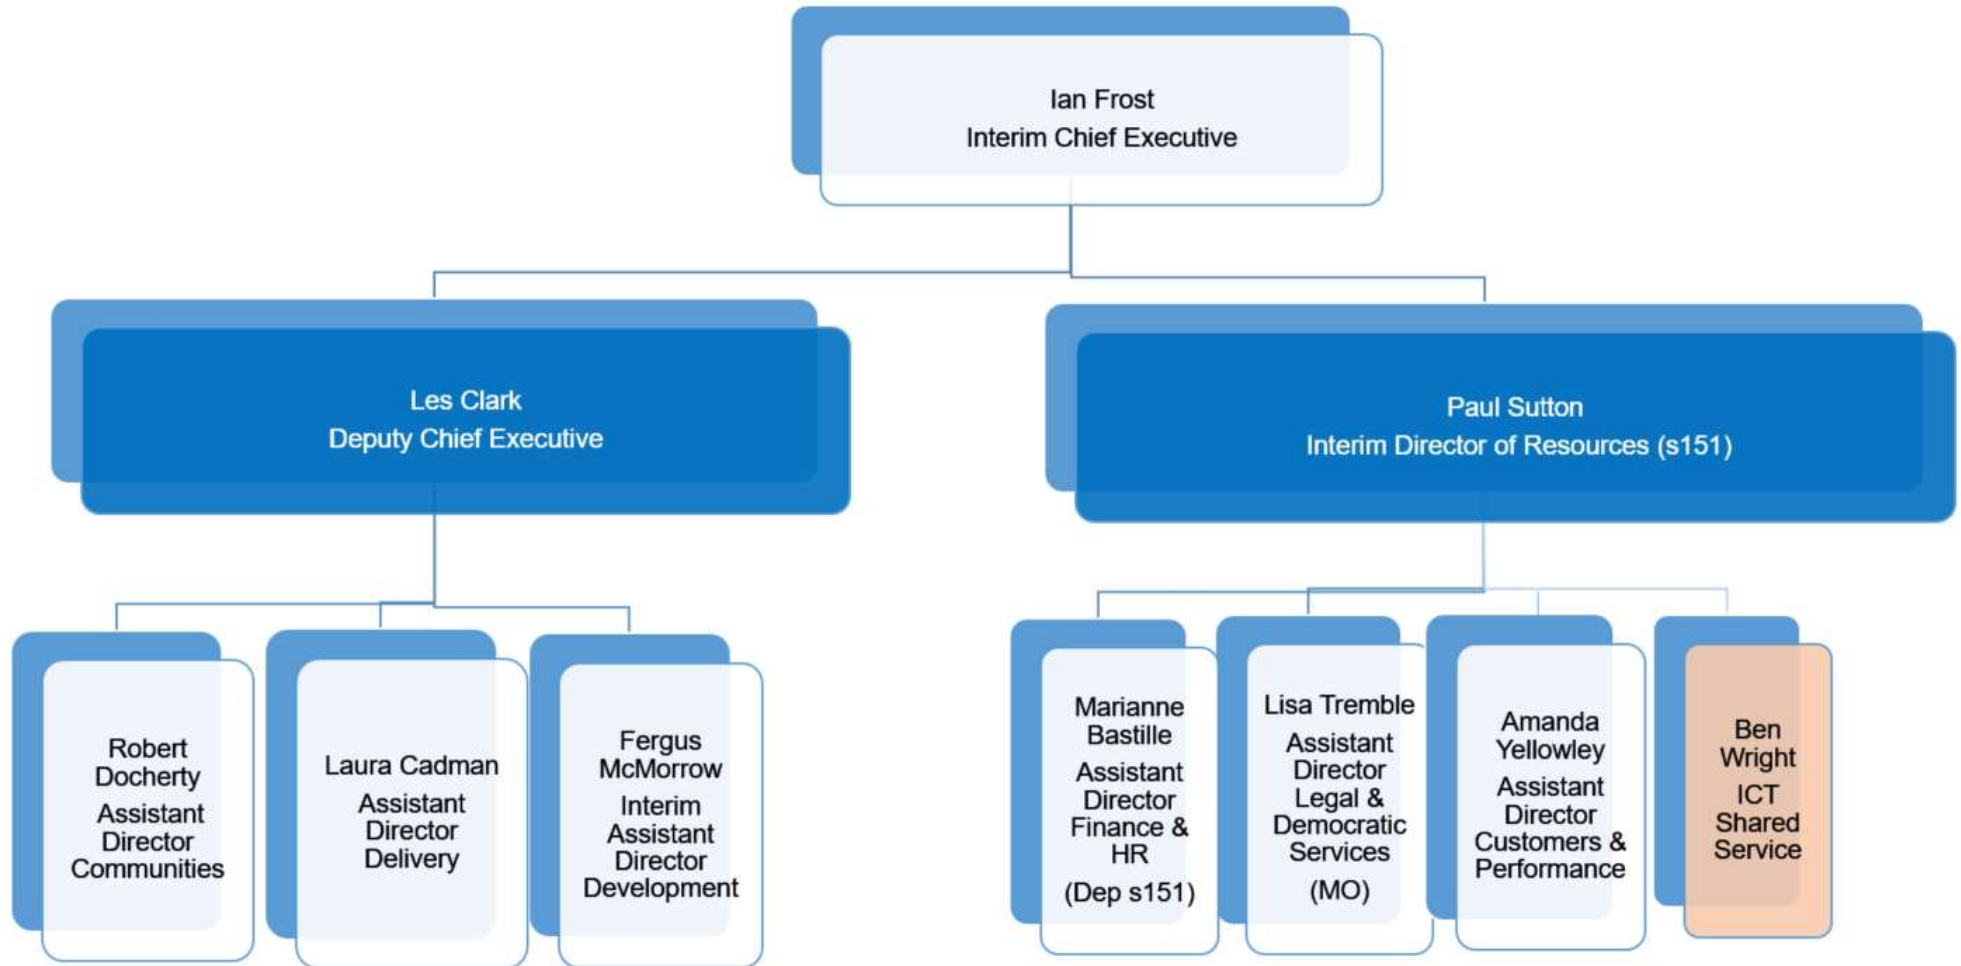 Ian Frost
Interim Chief Executive
Les Clark
Deputy Chief Executive
Paul Sutton
Interim Director of Resources (s151)
Robert
Docherty
Assistant
Director
Communities
Laura Cadman
Assistant
Director
Delivery
Fergus
McMorrow
Interim
Assistant
Director
Development
Marianne
Bastille
Assistant
Director
Finance &
HR
(Dep s151)
Lisa Tremble
Assistant
Director
Legal &
Democratic
Services
(MO)
Amanda
Yellowley
Assistant
Director
Customers &
Performance
Ben
Wright
ICT
Shared
Service